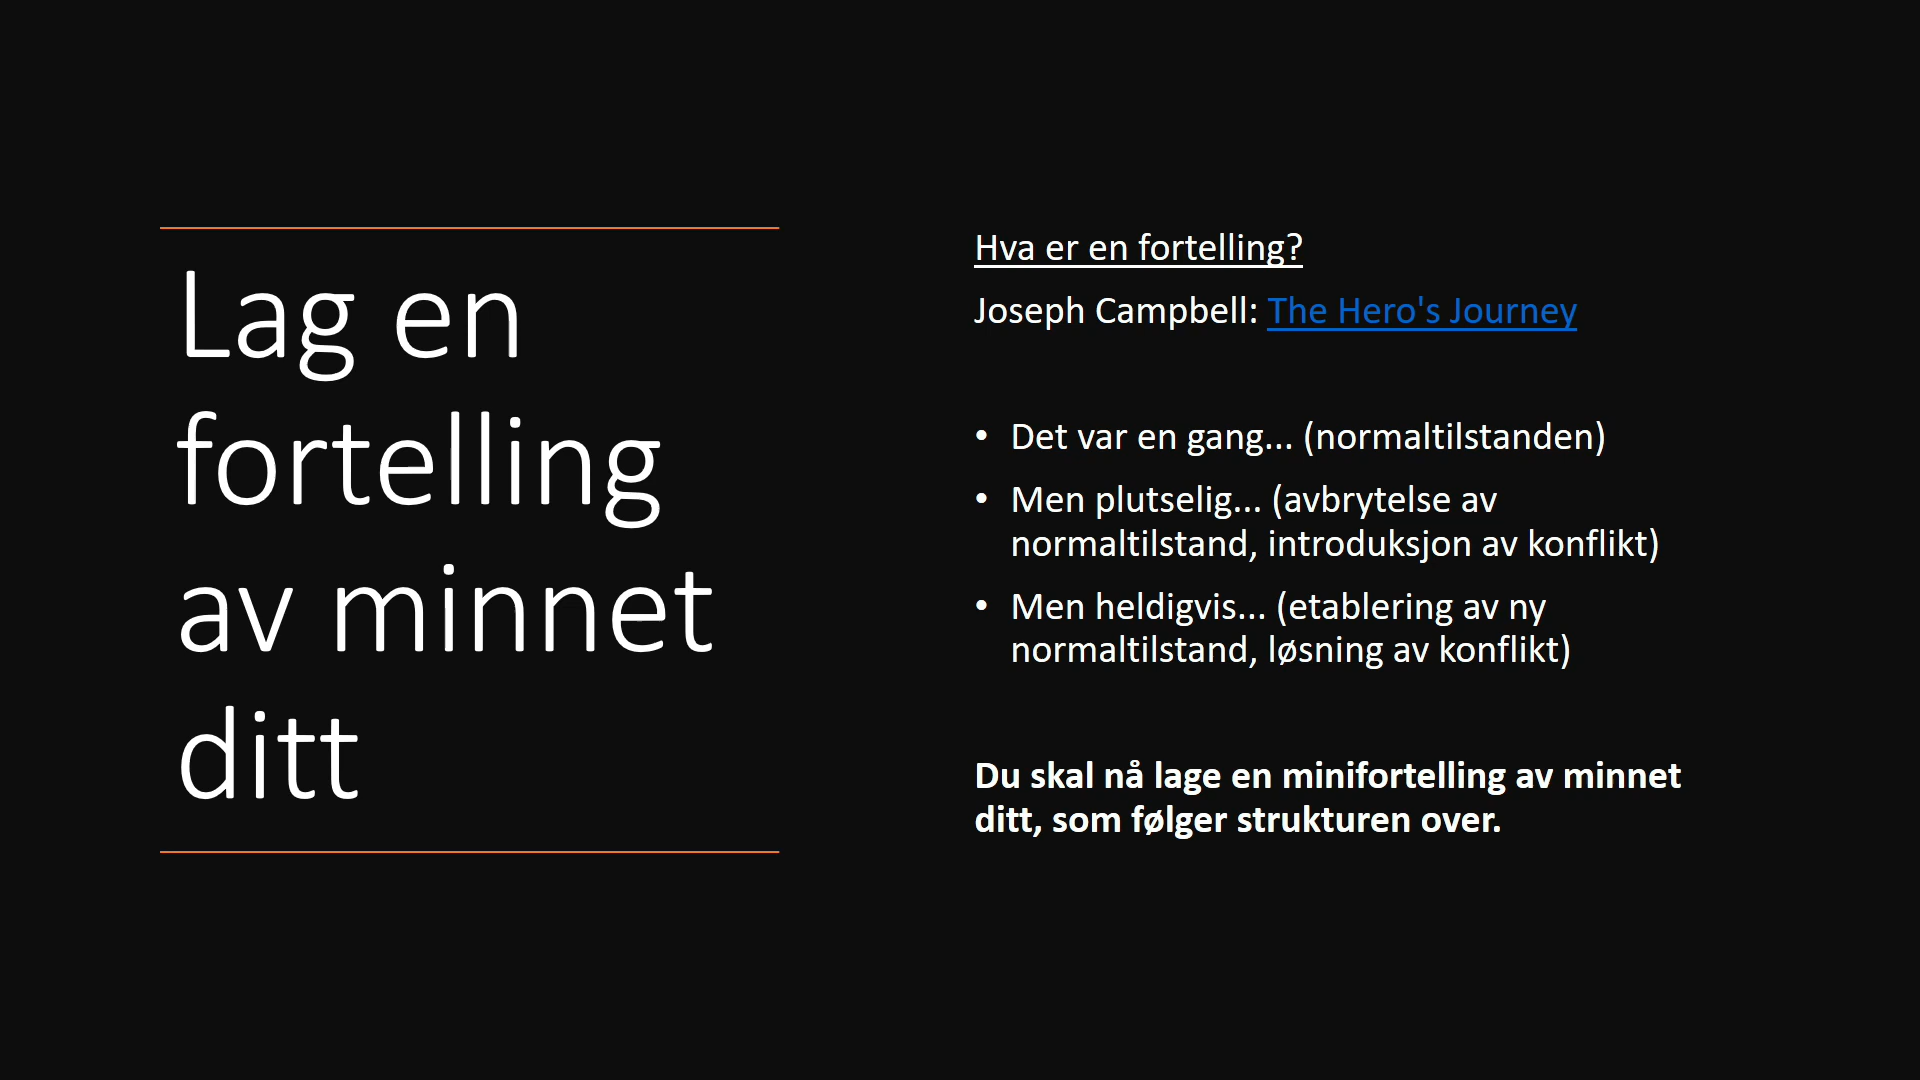 Lag en
fortelling
av minnet
ditt
Hva er en fortelling?
Joseph Campbell: The Hero's Journey
• Det var en gang... (normaltilstanden)
• Men plutselig... (avbrytelse av
normaltilstand, introduksjon av konflikt)
• Men heldigvis... (etablering av ny
normaltilstand, løsning av konflikt)
Du skal nå lage en minifortelling av minnet
ditt, som følger strukturen over.